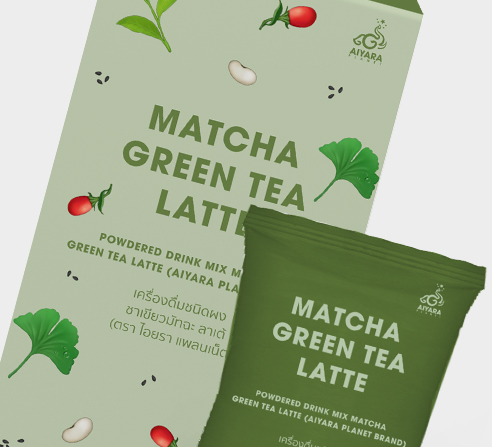 AIYARA
PLANET
MATCHA
GREEN TEA
LATTE
POWDERED DRINK MIX M
GREEN TEA LATTE (AIYARA PLA
เครื่องดื่มชนิดผง
ชาเขียวมัทฉะ ลาเต้
(ตรา ไอยรา แพลนเน็ต
AIYARA
PLANET
MATCHA
GREEN TEA
LATTE
POWDERED DRINK MIX MATCHA
GREEN TEA LATTE (AIYARA PLANET BRAND)